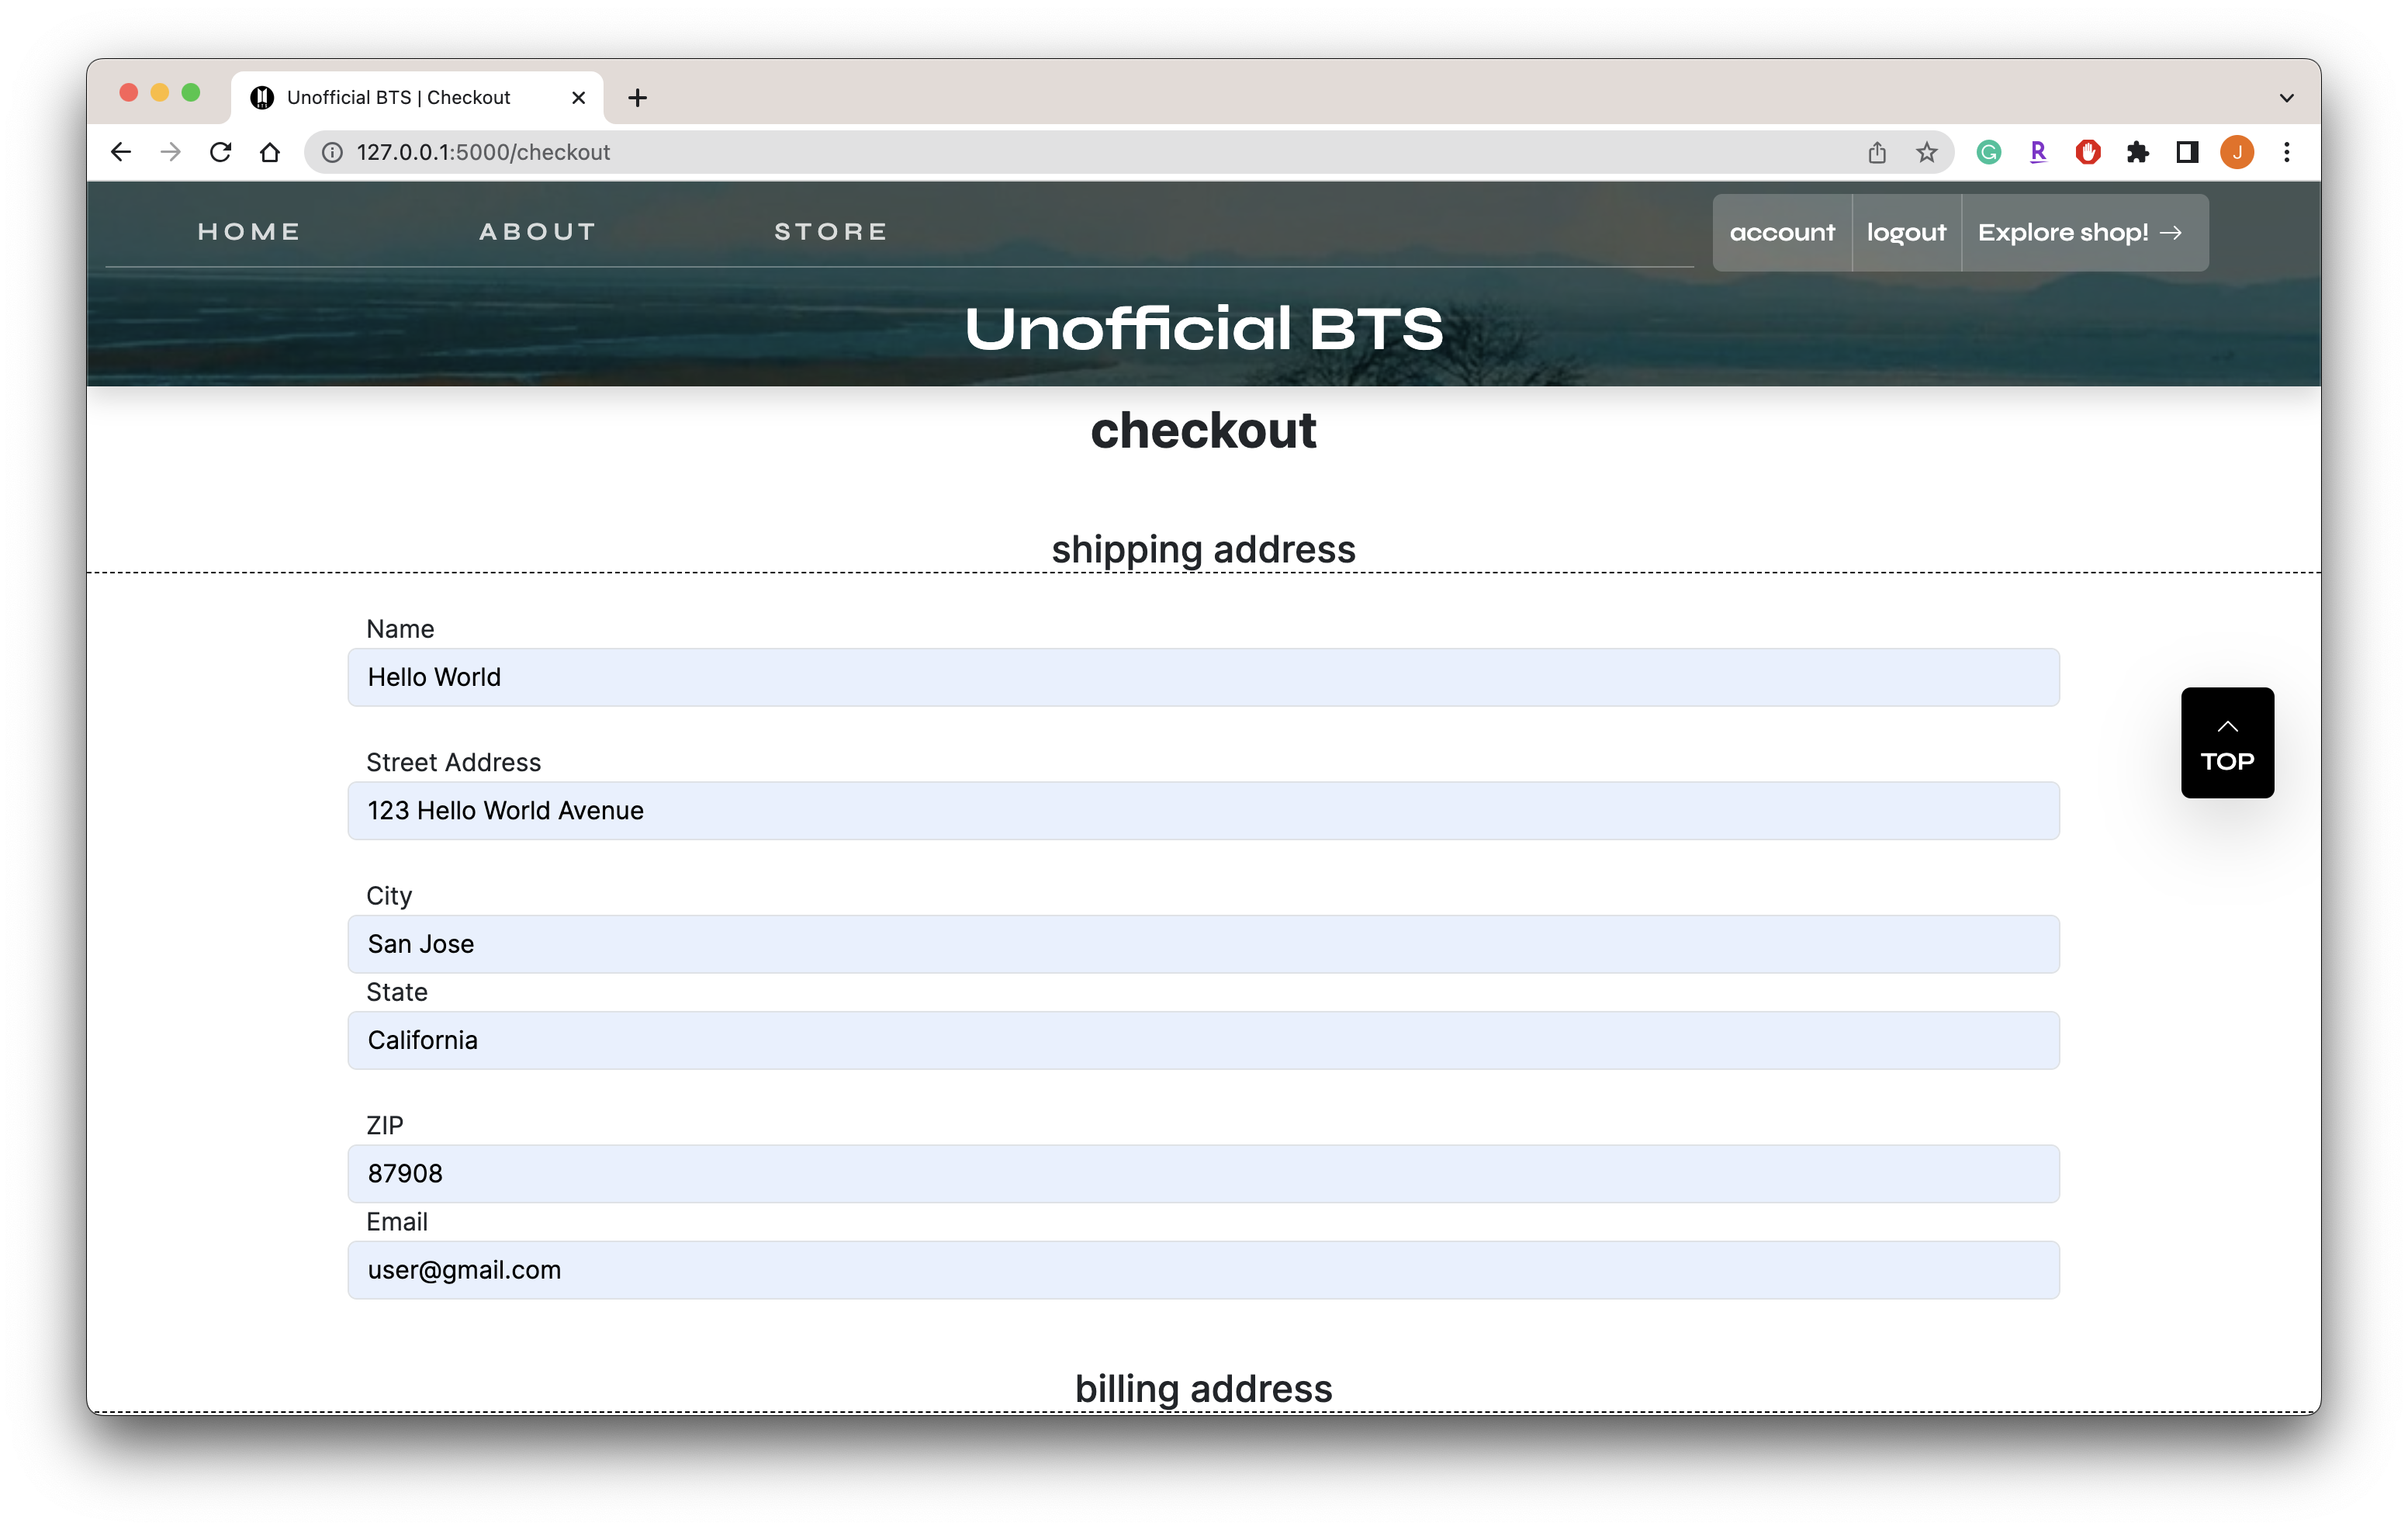 Unofficial BTS | Checkout
127.0.0.1:5000/checkout
J
HOME ABOUT STORE account logout Explore shop! →
Unofficial BTS
checkout
shipping address
Name
Hello World
Street Address
123 Hello World Avenue
TOP
City
San Jose
State
California
ZIP
87908
Email
user@gmail.com
billing address